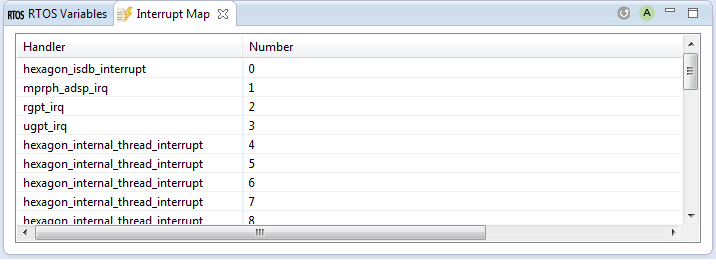 RTOS RTOS Variables Interrupt Map
A
Handler Number
hexagon_isdb_interrupt 0
mprph_adsp_irq 1
rgpt_irq 2
ugpt_irq 3
hexagon_internal_thread_interrupt 4
hexagon_internal_thread_interrupt 5
hexagon_internal_thread_interrupt 6
hexagon_internal_thread_interrupt 7
hexagon_internal_thread_interrupt 8